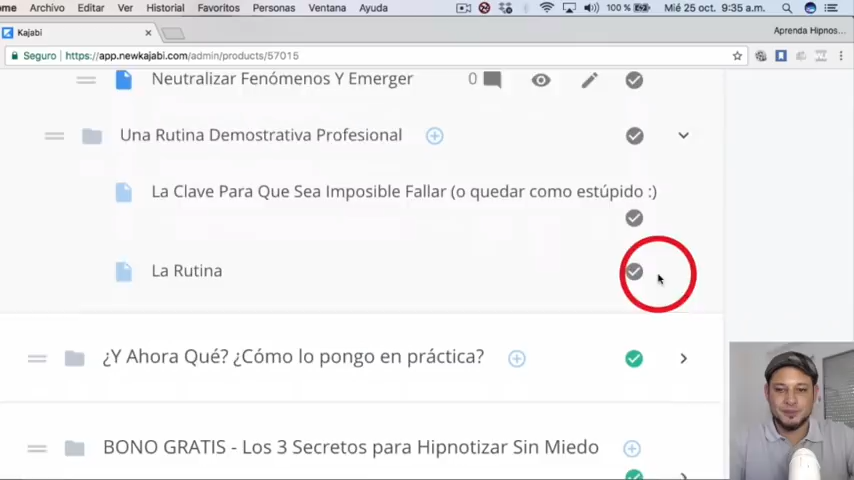 ome Archivo Editar Ver Historial Favoritos Personas Ventana Ayuda 100 % Mié 25 oct. 9:35 a.m.
Kajabi Aprenda Hipnos...
Seguro https://app.newkajabi.com/admin/products/57015
Neutralizar Fenómenos Y Emerger 0
Una Rutina Demostrativa Profesional
La Clave Para Que Sea Imposible Fallar (o quedar como estúpido :)
La Rutina
¿Y Ahora Qué? ¿Cómo lo pongo en práctica?
BONO GRATIS - Los 3 Secretos para Hipnotizar Sin Miedo